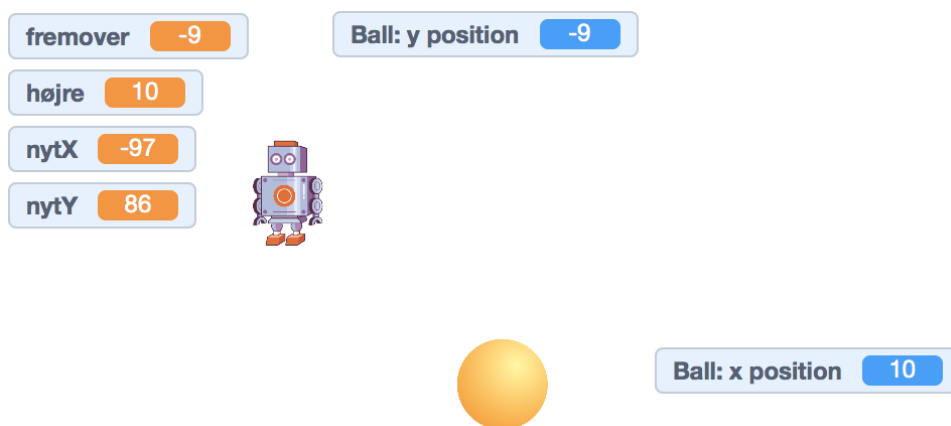 fremover -9
Ball: y position -9
højre 10
nytX -97
nytY 86
Ball: x position 10